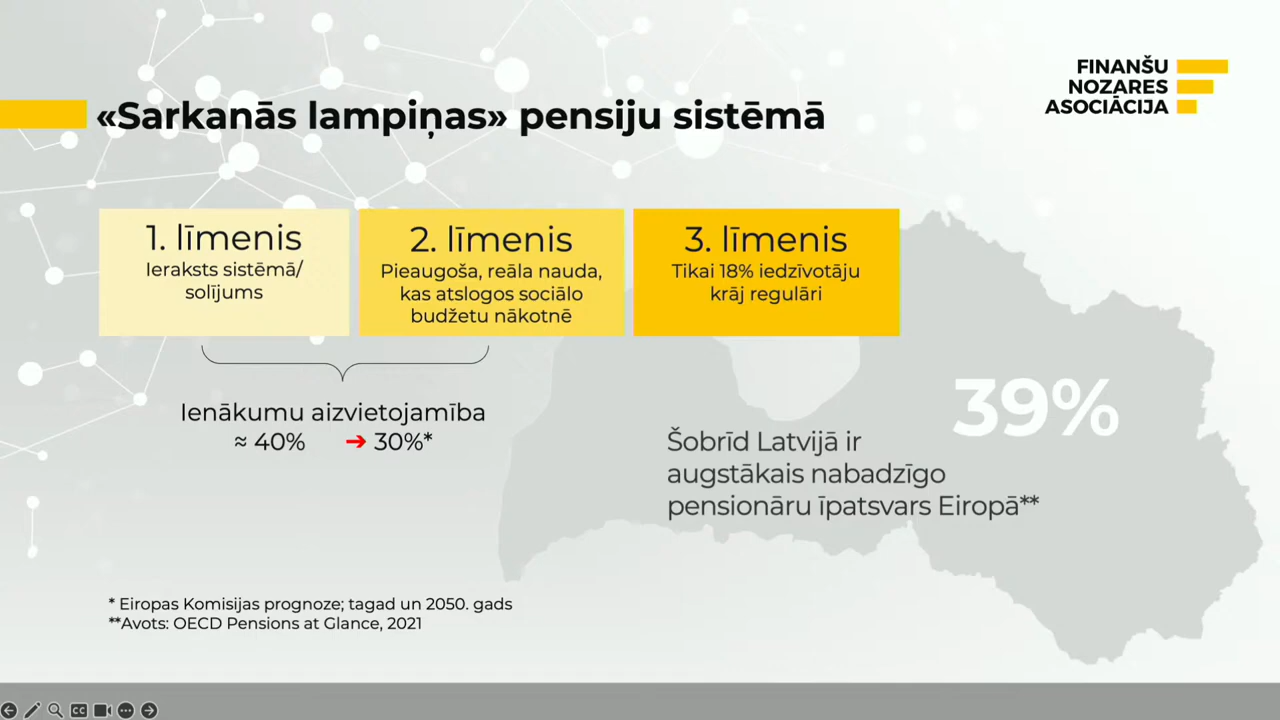 FINANŠU
NOZARES
ASOCIĀCIJA
«Sarkanās lampiņas» pensiju sistēmā
1. līmenis
Ieraksts sistēmā/
solījums
2. līmenis
Pieaugoša, reāla nauda,
kas atslogos sociālo
budžetu nākotnē
3. līmenis
Tikai 18% iedzīvotāju
krāj regulāri
Ienākumu aizvietojamība
≈ 40% ➔ 30%*
39%
Šobrīd Latvijā ir
augstākais nabadzīgo
pensionāru īpatsvars Eiropā**
* Eiropas Komisijas prognoze; tagad un 2050. gads
**Avots: OECD Pensions at Glance, 2021
CC